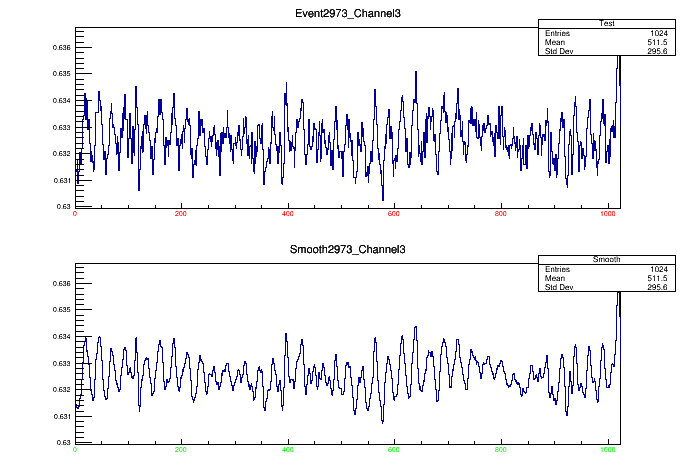 Event2973_Channel3
Test
Entries 1024
Mean 511.5
Std Dev 295.6
0.636
0.635
0.634
0.633
0.632
0.631
0.63
0 200 400 600 800 1000
Smooth2973_Channel3
Smooth
Entries 1024
Mean 511.5
Std Dev 295.6
0.636
0.635
0.634
0.633
0.632
0.631
0.63
0 200 400 600 800 1000